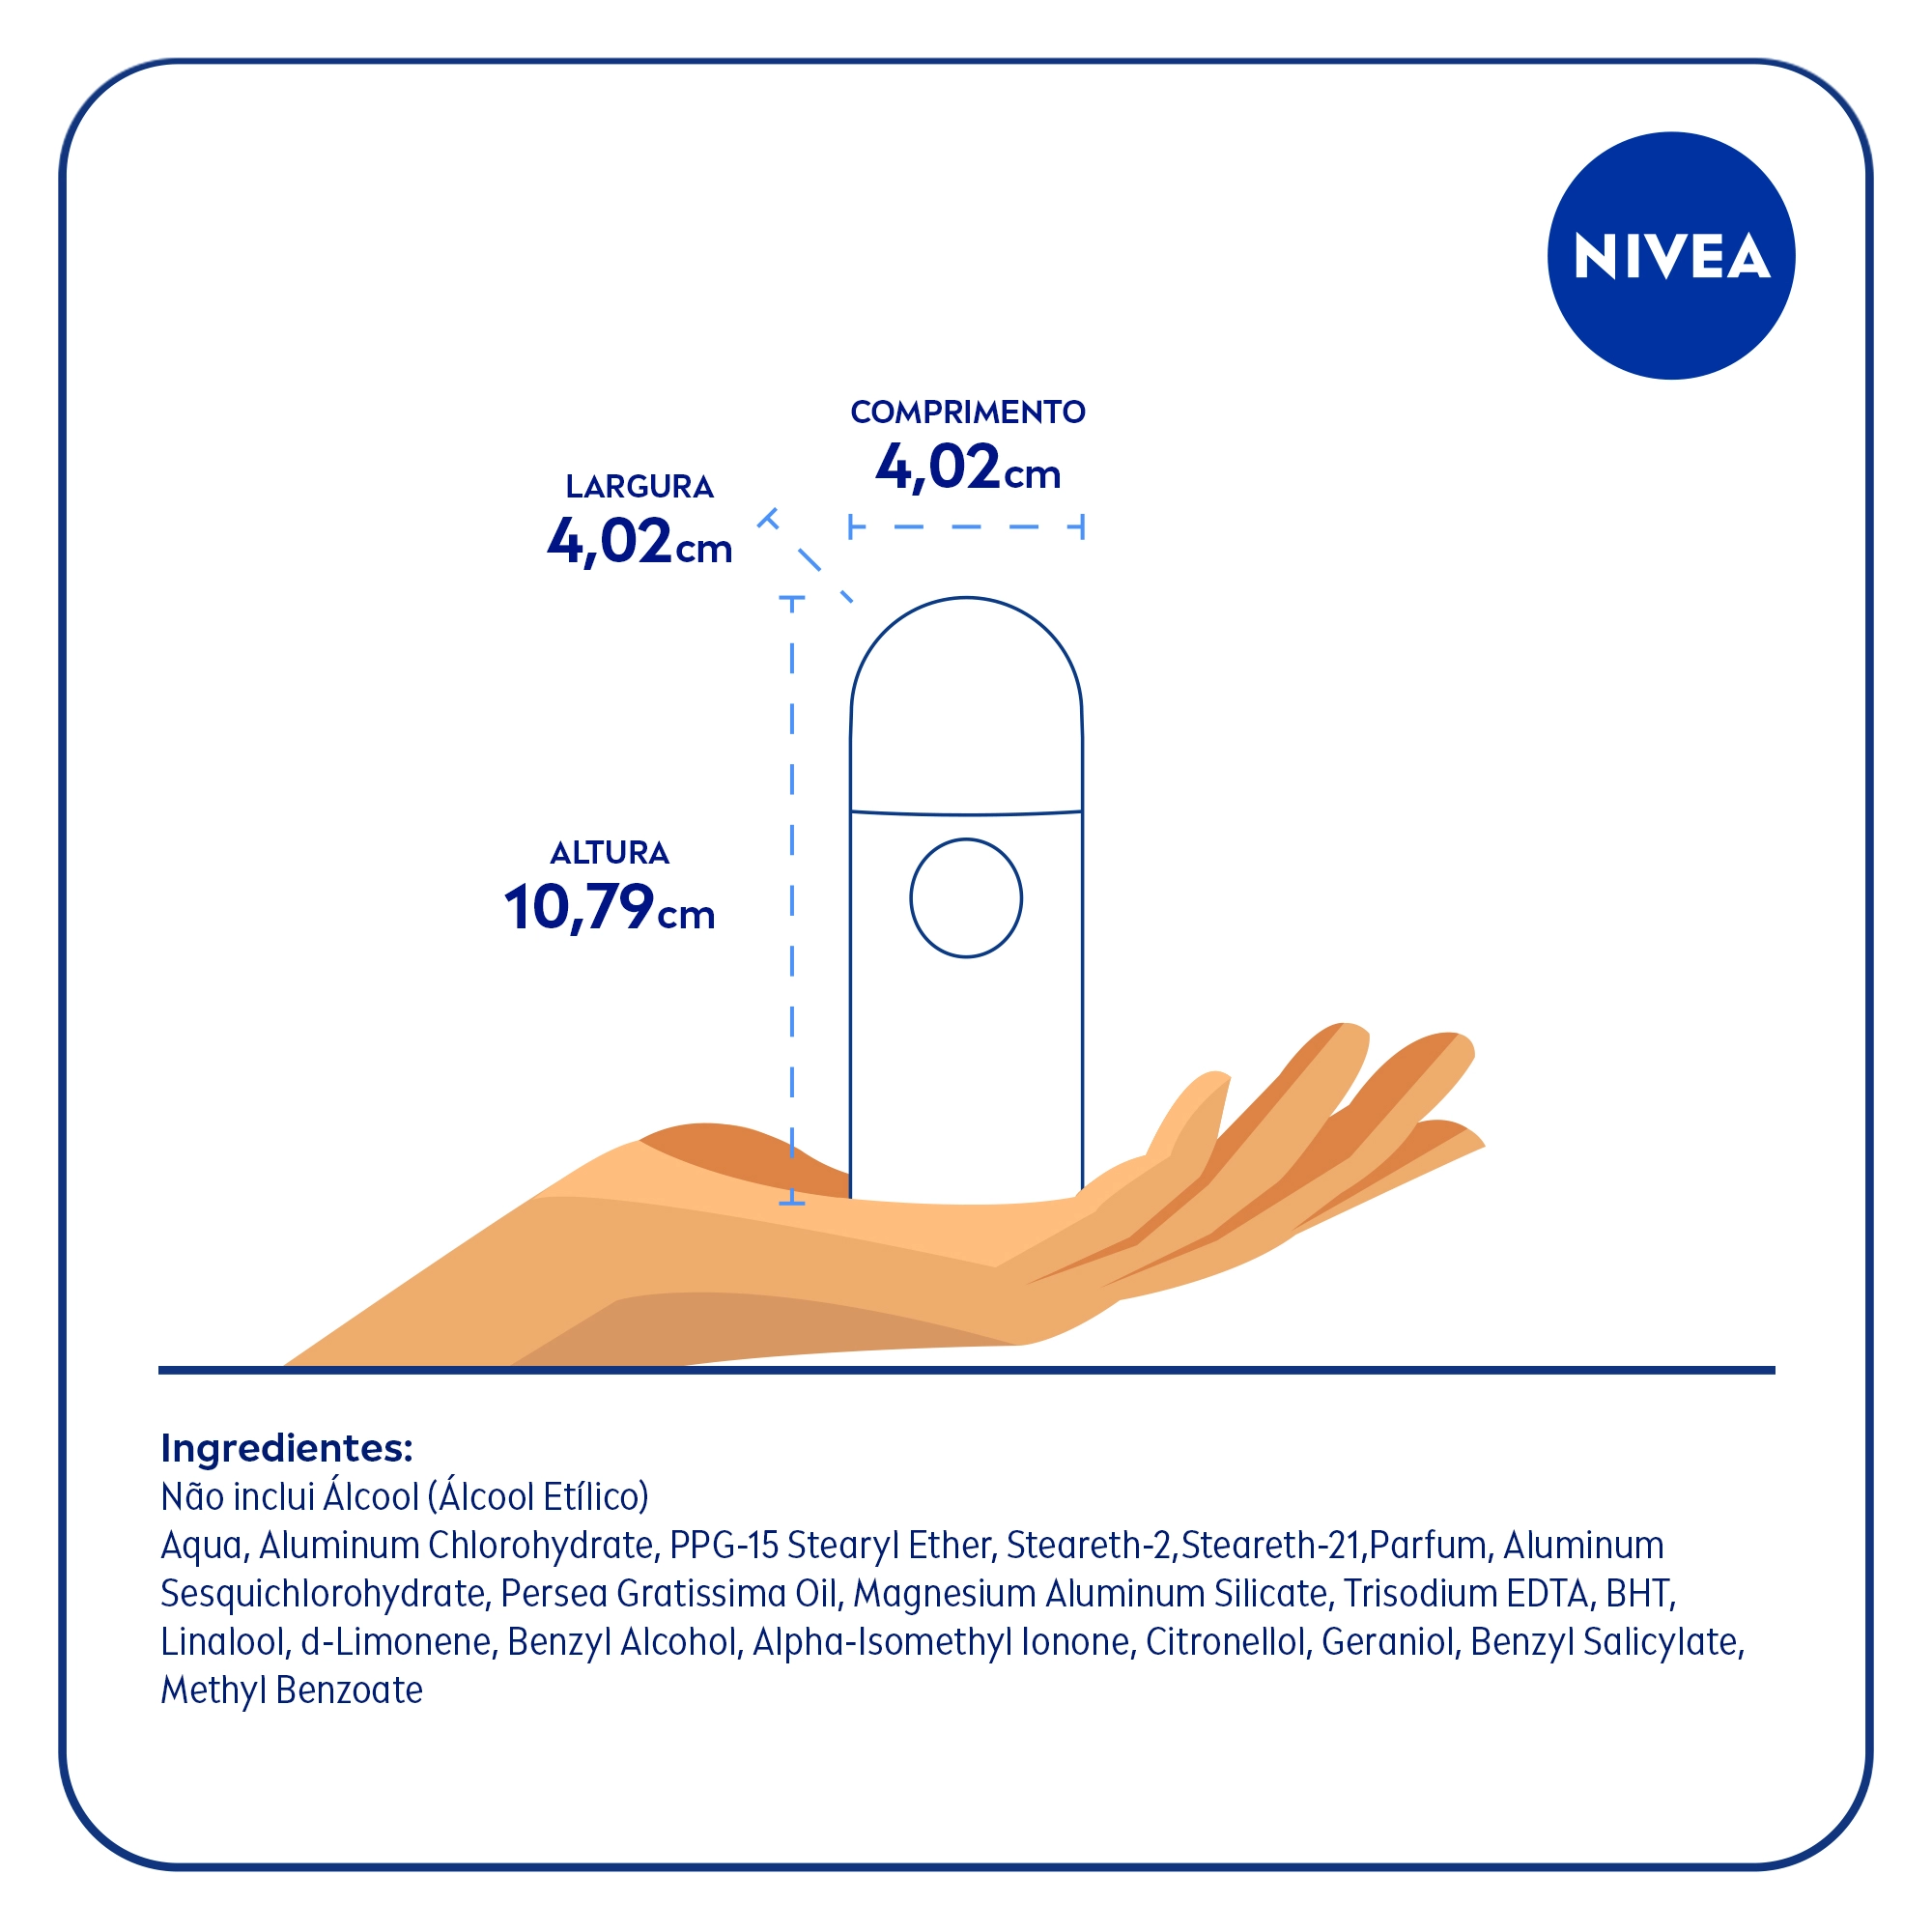 NIVEA
COMPRIMENTO
4,02cm
LARGURA
4,02cm
ALTURA
10,79cm
Ingredientes:
Não inclui Álcool (Álcool Etílico)
Aqua, Aluminum Chlorohydrate, PPG-15 Stearyl Ether, Steareth-2,Steareth-21,Parfum, Aluminum
Sesquichlorohydrate, Persea Gratissima Oil, Magnesium Aluminum Silicate, Trisodium EDTA, BHT,
Linalool, d-Limonene, Benzyl Alcohol, Alpha-Isomethyl Ionone, Citronellol, Geraniol, Benzyl Salicylate,
Methyl Benzoate